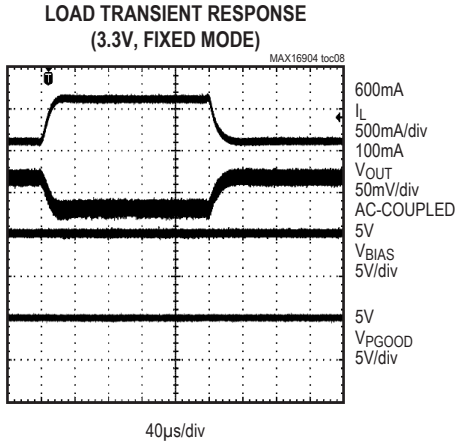 LOAD TRANSIENT RESPONSE
(3.3V, FIXED MODE)
MAX16904 toc08
T
600mA
IL
500mA/div
100mA
VOUT
50mV/div
AC-COUPLED
5V
VBIAS
5V/div
5V
VPGOOD
5V/div
40µs/div